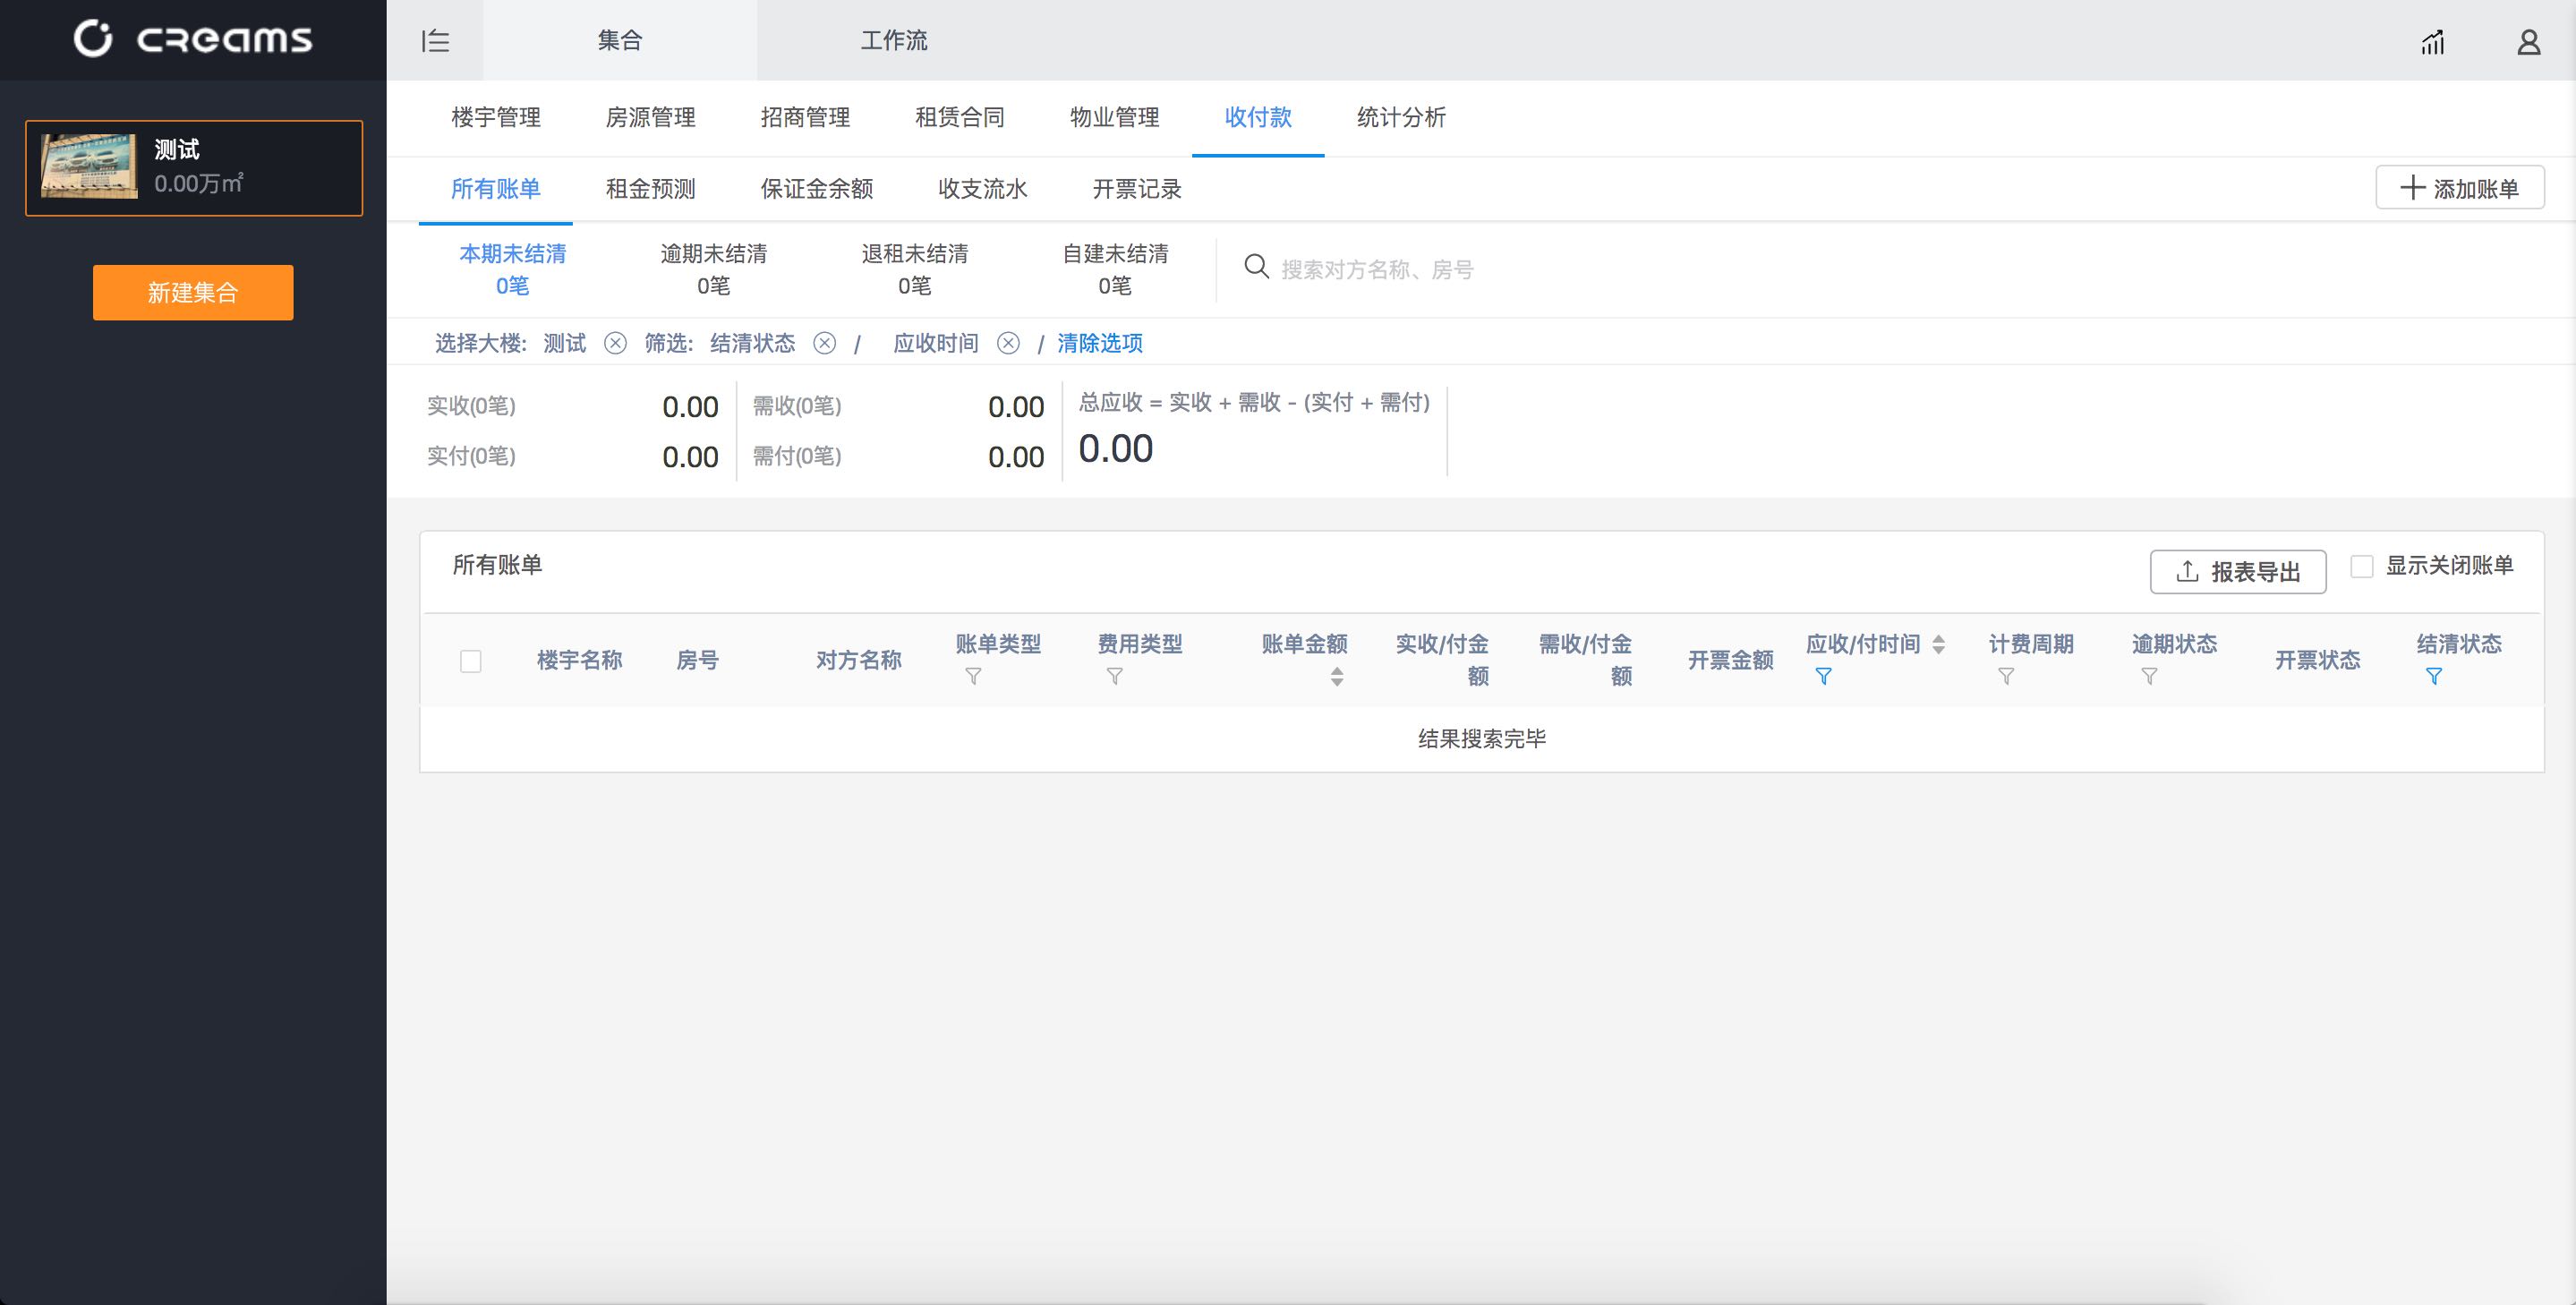 creams
集合
工作流
测试
0.00万㎡
新建集合
楼宇管理
房源管理
招商管理
租赁合同
物业管理
收付款
统计分析
所有账单
租金预测
保证金余额
收支流水
开票记录
添加账单
本期未结清
0笔
逾期未结清
0笔
退租未结清
0笔
自建未结清
0笔
搜索对方名称、房号
选择大楼: 测试 筛选: 结清状态 / 应收时间 / 清除选项
实收(0笔) 0.00
需收(0笔) 0.00
实付(0笔) 0.00
需付(0笔) 0.00
总应收 = 实收 + 需收 - (实付 + 需付)
0.00
所有账单
报表导出
显示关闭账单
楼宇名称
房号
对方名称
账单类型
费用类型
账单金额
实收/付金
额
需收/付金
额
开票金额
应收/付时间
计费周期
逾期状态
开票状态
结清状态
结果搜索完毕